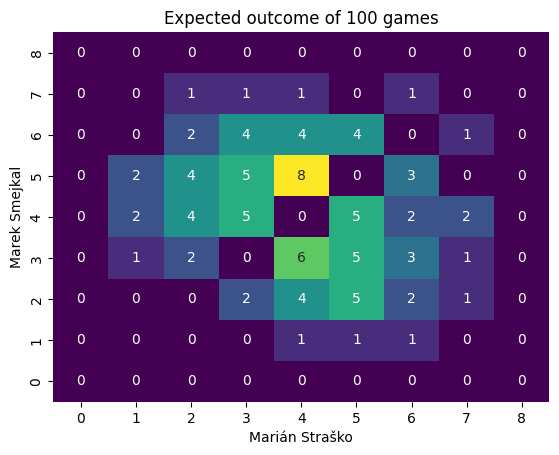 Expected outcome of 100 games
Marek Smejkal
8 0 0 0 0 0 0 0 0 0
7 0 0 1 1 1 0 1 0 0
6 0 0 2 4 4 4 0 1 0
5 0 2 4 5 8 0 3 0 0
4 0 2 4 5 0 5 2 2 0
3 0 1 2 0 6 5 3 1 0
2 0 0 0 2 4 5 2 1 0
1 0 0 0 0 1 1 1 0 0
0 0 0 0 0 0 0 0 0 0
0 1 2 3 4 5 6 7 8
Marián Straško